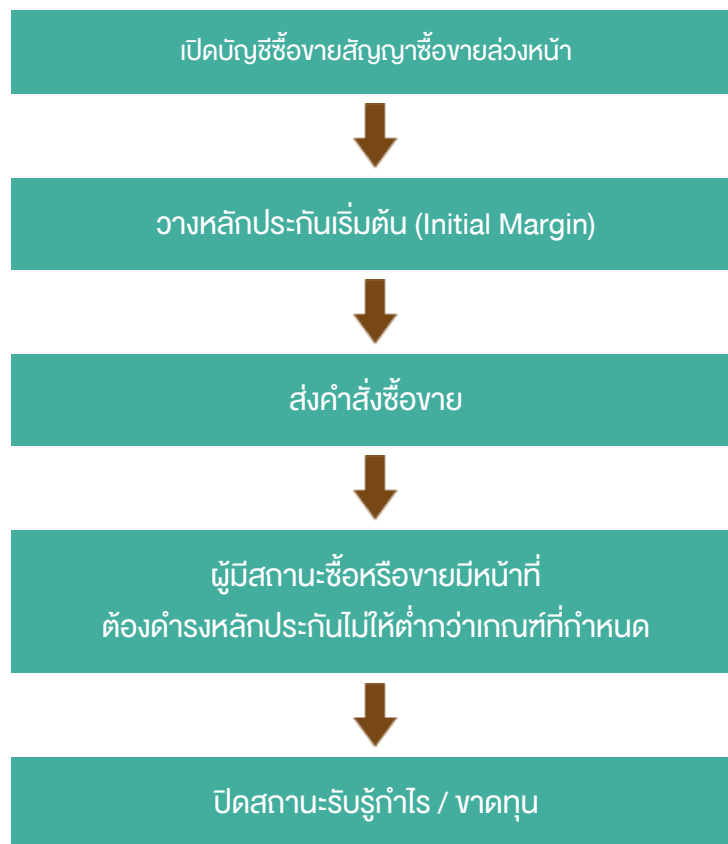 เปิดบัญชีซื้อขายสัญญาซื้อขายล่วงหน้า
วางหลักประกันเริ่มต้น (Initial Margin)
ส่งคำสั่งซื้อขาย
ผู้มีสถานะซื้อหรือขายมีหน้าที่
ต้องดำรงหลักประกันไม่ให้ต่ำกว่าเกณฑ์ที่กำหนด
ปิดสถานะรับรู้กำไร / ขาดทุน